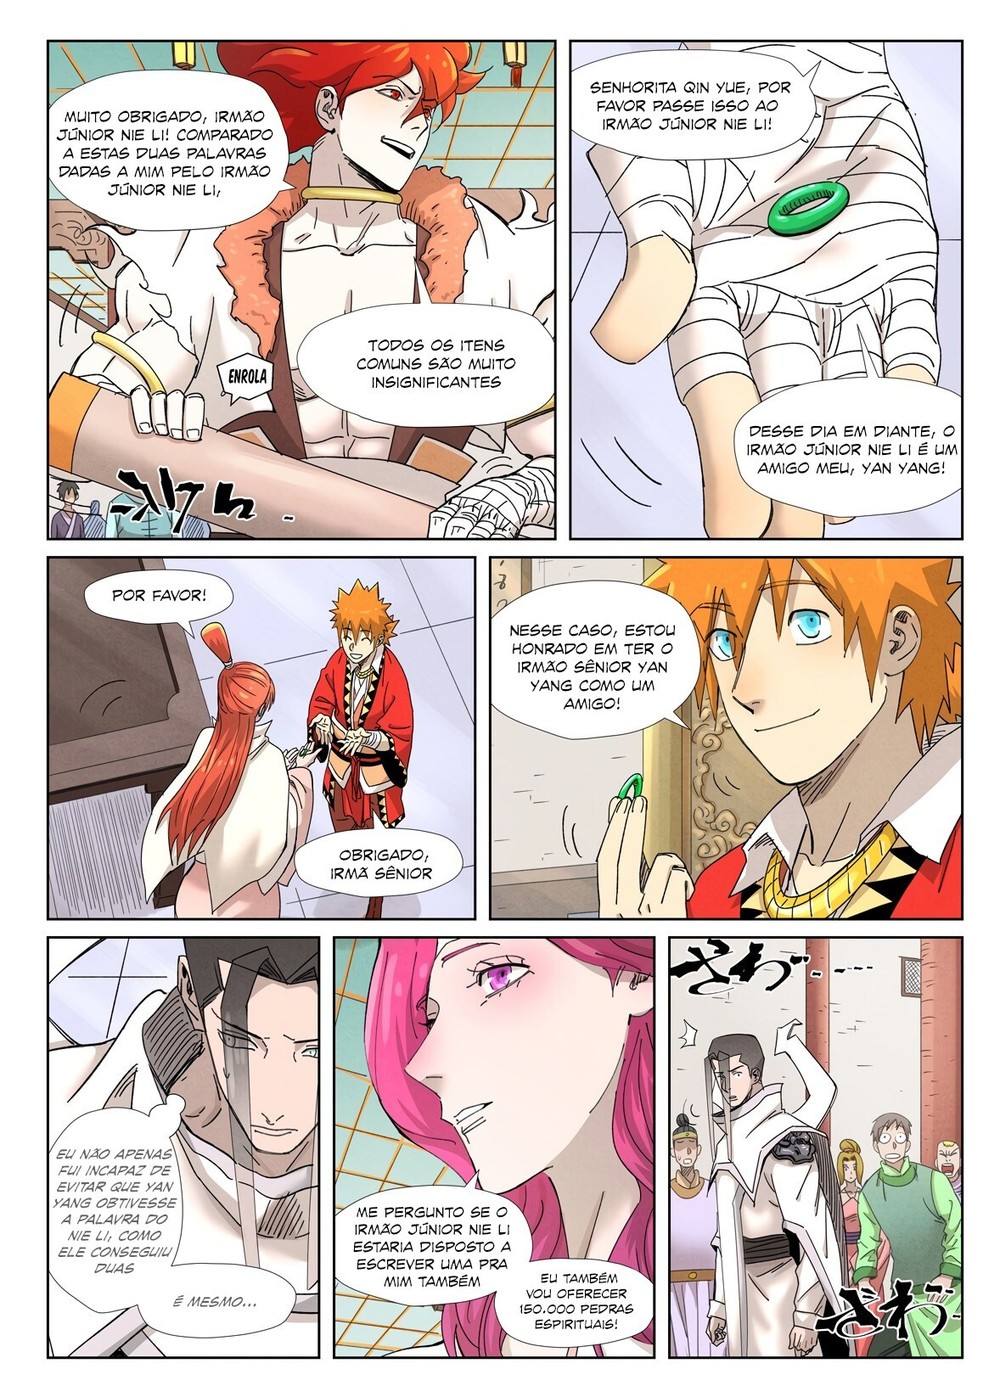 MUITO OBRIGADO, IRMÃO
JÚNIOR NIE LI! COMPARADO
A ESTAS DUAS PALAVRAS
DADAS A MIM PELO IRMÃO
JÚNIOR NIE LI;
TODOS OS ITENS
COMUNS SÃO MUITO
INSIGNIFICANTES
ENROLA
SENHORITA QIN YUE, POR
FAVOR PASSE ISSO AO
IRMÃO JÚNIOR NIE LI!
DESSE DIA EM DIANTE, O
IRMÃO JÚNIOR NIE LI É UM
AMIGO MEU, YAN YANG!
POR FAVOR!
OBRIGADO,
IRMÃ SÊNIOR
NESSE CASO, ESTOU
HONRADO EM TER O
IRMÃO SÊNIOR YAN
YANG COMO UM
AMIGO!
EU NÃO APENAS
FUI INCAPAZ DE
EVITAR QUE YAN
YANG OBTIVESSE
A PALAVRA DO
NIE LI, COMO
ELE CONSEGUIU
DUAS
É MESMO...
ME PERGUNTO SE O
IRMÃO JÚNIOR NIE LI
ESTARIA DISPOSTO A
ESCREVER UMA PRA
MIM TAMBÉM
EU TAMBÉM
VOU OFERECER
150.000 PEDRAS
ESPIRITUAIS!
ざわ
ざわ